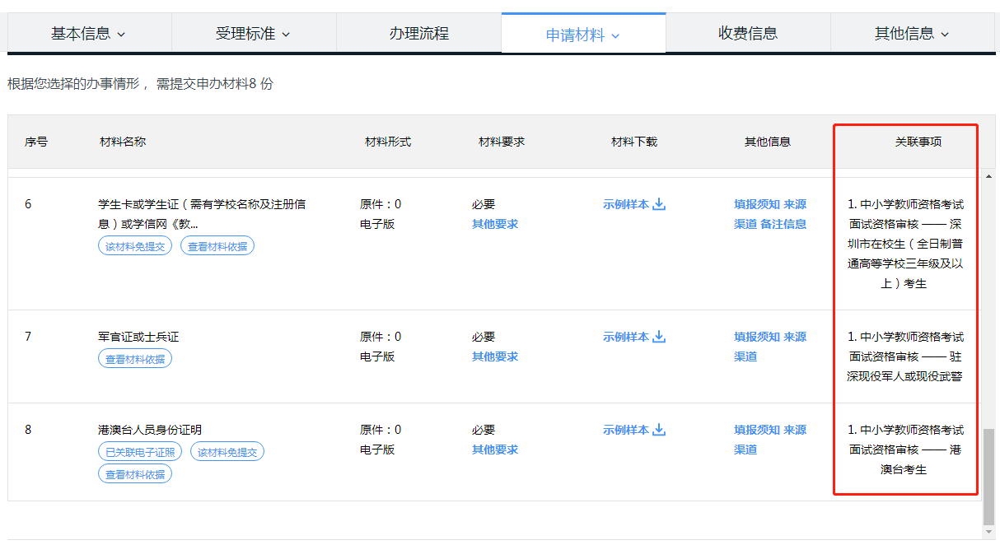 基本信息 受理标准 办理流程 申请材料 收费信息 其他信息
根据您选择的办事情形，需提交申办材料8 份
序号 材料名称 材料形式 材料要求 材料下载 其他信息 关联事项
6 学生卡或学生证（需有学校名称及注册信 原件：0 必要 示例样本 填报须知 来源 1. 中小学教师资格考试
息）或学信网《教... 电子版 其他要求 渠道 备注信息 面试资格审核 —— 深
该材料免提交 查看材料依据 圳市在校生（全日制普
通高等学校三年级及以
上）考生
7 军官证或士兵证 原件：0 必要 示例样本 填报须知 来源 1. 中小学教师资格考试
查看材料依据 电子版 其他要求 渠道 面试资格审核 —— 驻
深现役军人或现役武警
8 港澳台人员身份证明 原件：0 必要 示例样本 填报须知 来源 1. 中小学教师资格考试
已关联电子证照 该材料免提交 电子版 其他要求 渠道 面试资格审核 —— 港
查看材料依据 澳台考生